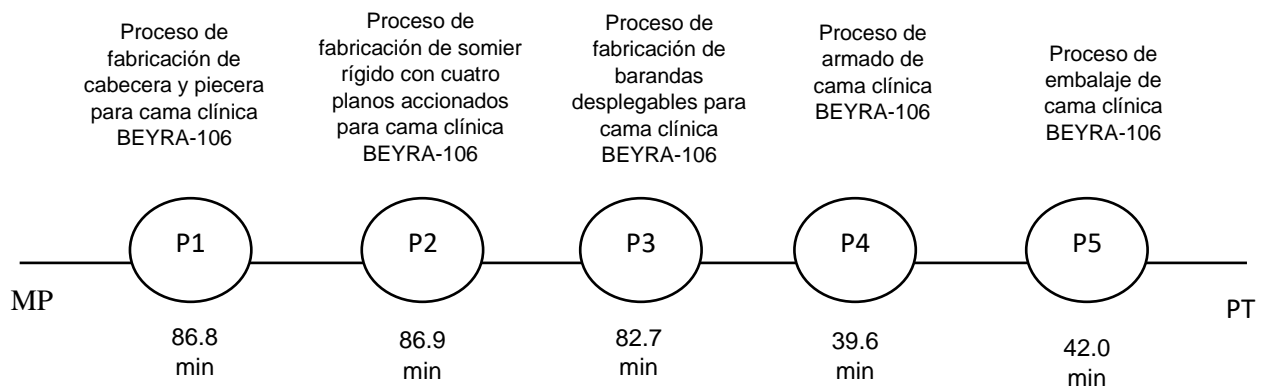 Proceso de
fabricación de
cabecera y piecera
para cama clínica
BEYRA-106
Proceso de
fabricación de somier
rígido con cuatro
planos accionados
para cama clínica
BEYRA-106
Proceso de
fabricación de
barandas
desplegables para
cama clínica
BEYRA-106
Proceso de
armado de
cama clínica
BEYRA-106
Proceso de
embalaje de
cama clínica
BEYRA-106
P1
P2
P3
P4
P5
MP
PT
86.8
min
86.9
min
82.7
min
39.6
min
42.0
min